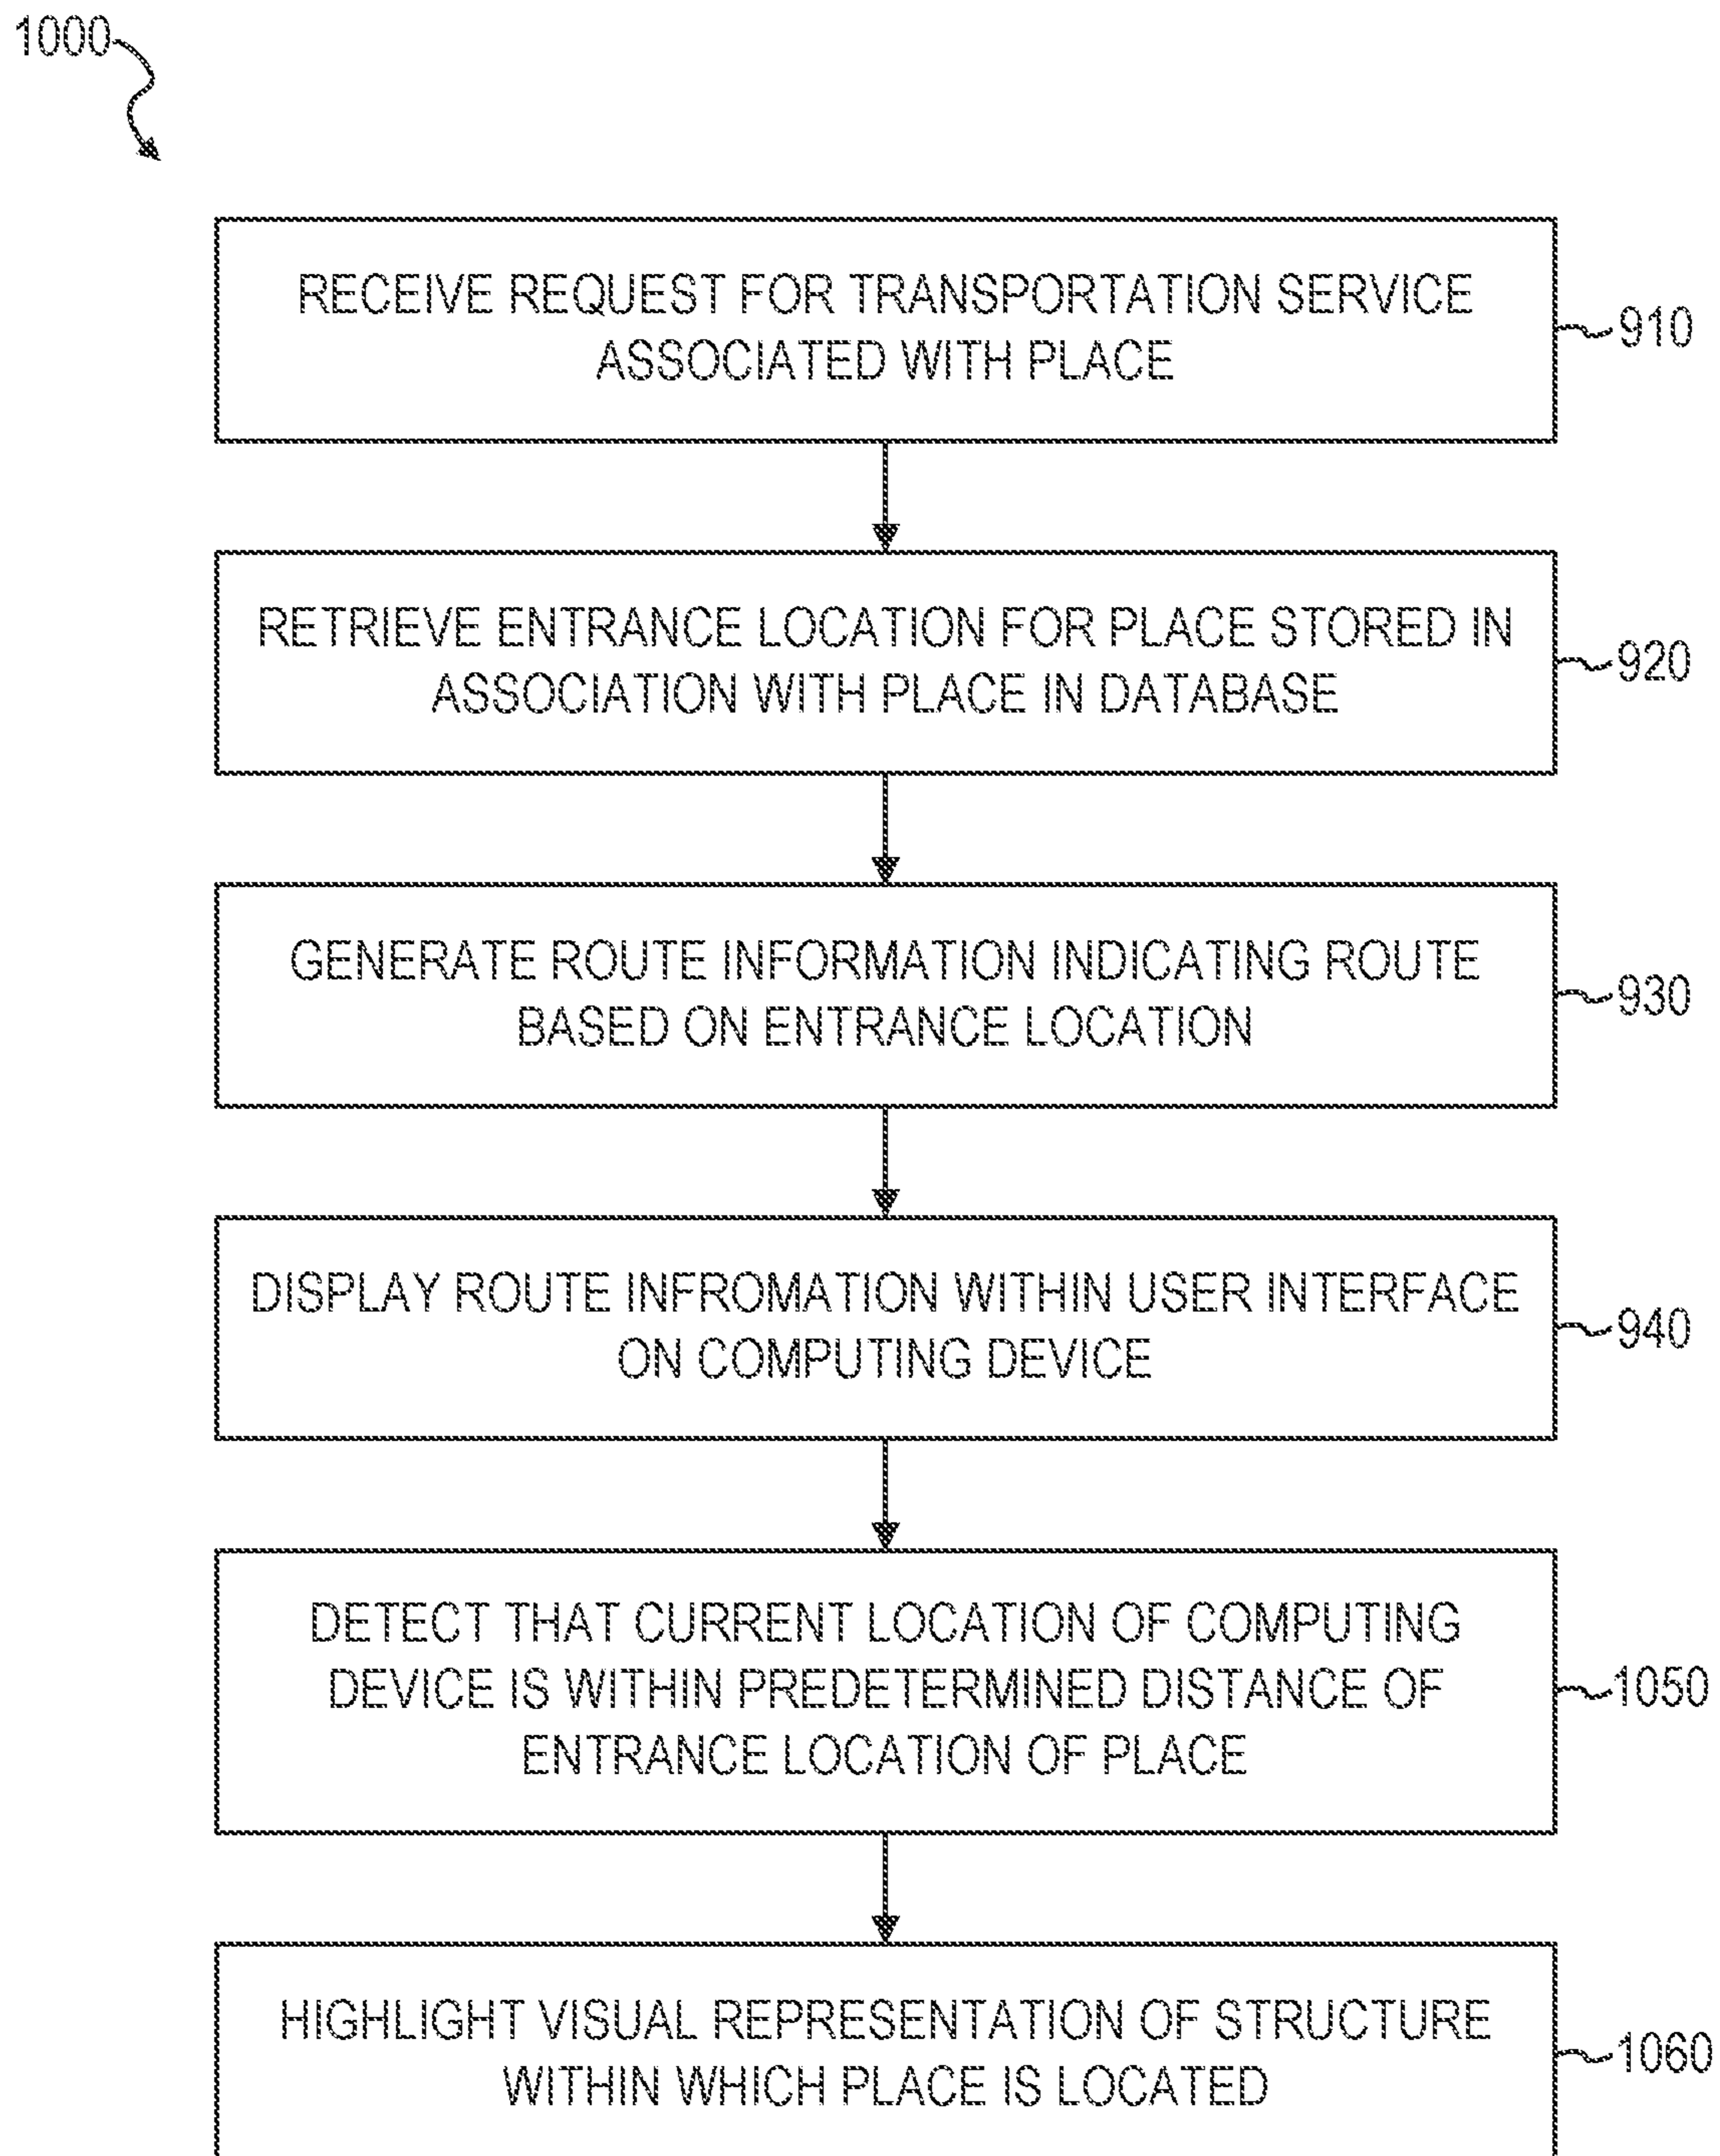 1000
RECEIVE REQUEST FOR TRANSPORTATION SERVICE
ASSOCIATED WITH PLACE
910
RETRIEVE ENTRANCE LOCATION FOR PLACE STORED IN
ASSOCIATION WITH PLACE IN DATABASE
920
GENERATE ROUTE INFORMATION INDICATING ROUTE
BASED ON ENTRANCE LOCATION
930
DISPLAY ROUTE INFROMATION WITHIN USER INTERFACE
ON COMPUTING DEVICE
940
DETECT THAT CURRENT LOCATION OF COMPUTING
DEVICE IS WITHIN PREDETERMINED DISTANCE OF
ENTRANCE LOCATION OF PLACE
1050
HIGHLIGHT VISUAL REPRESENTATION OF STRUCTURE
WITHIN WHICH PLACE IS LOCATED
1060